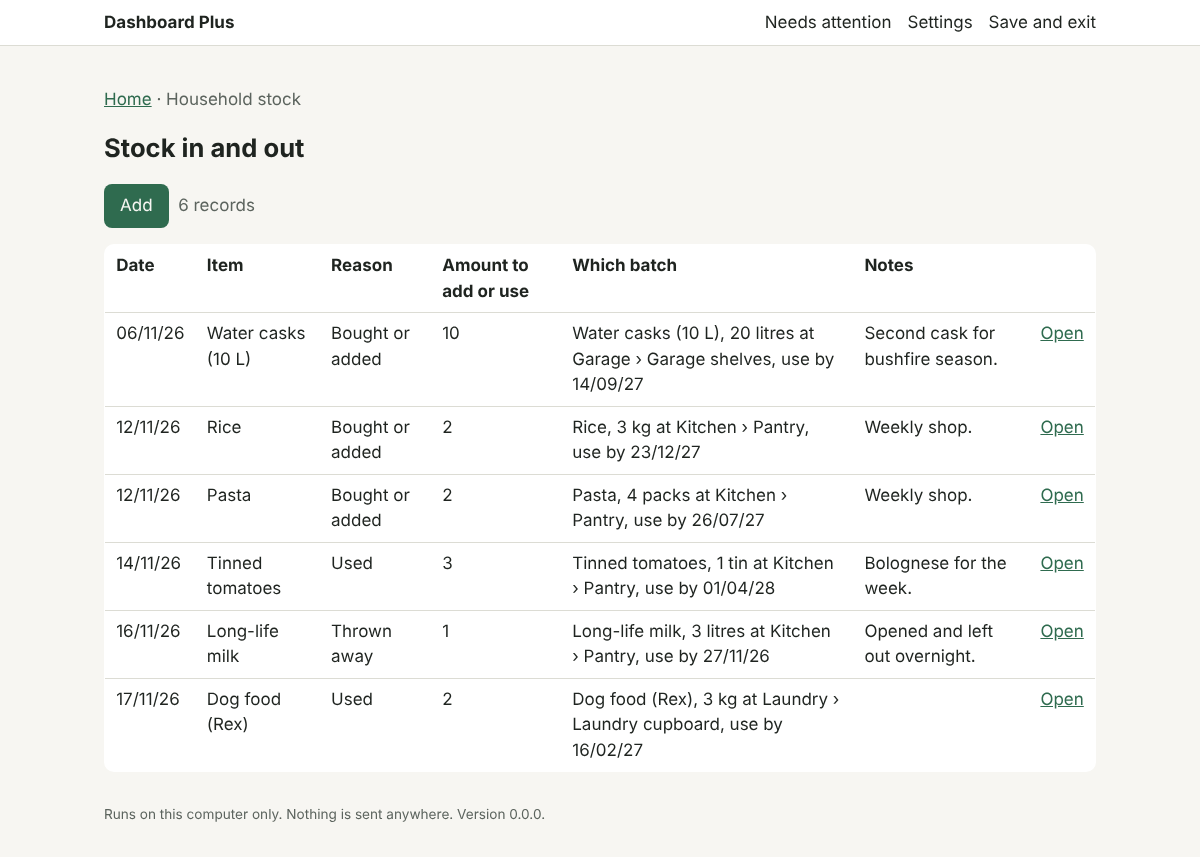 Dashboard Plus
Needs attention Settings Save and exit
Home · Household stock
Stock in and out
Add 6 records
Date Item Reason Amount to add or use Which batch Notes
06/11/26 Water casks (10 L) Bought or added 10 Water casks (10 L), 20 litres at Garage › Garage shelves, use by 14/09/27 Second cask for bushfire season. Open
12/11/26 Rice Bought or added 2 Rice, 3 kg at Kitchen › Pantry, use by 23/12/27 Weekly shop. Open
12/11/26 Pasta Bought or added 2 Pasta, 4 packs at Kitchen › Pantry, use by 26/07/27 Weekly shop. Open
14/11/26 Tinned tomatoes Used 3 Tinned tomatoes, 1 tin at Kitchen › Pantry, use by 01/04/28 Bolognese for the week. Open
16/11/26 Long-life milk Thrown away 1 Long-life milk, 3 litres at Kitchen › Pantry, use by 27/11/26 Opened and left out overnight. Open
17/11/26 Dog food (Rex) Used 2 Dog food (Rex), 3 kg at Laundry › Laundry cupboard, use by 16/02/27 Open
Runs on this computer only. Nothing is sent anywhere. Version 0.0.0.